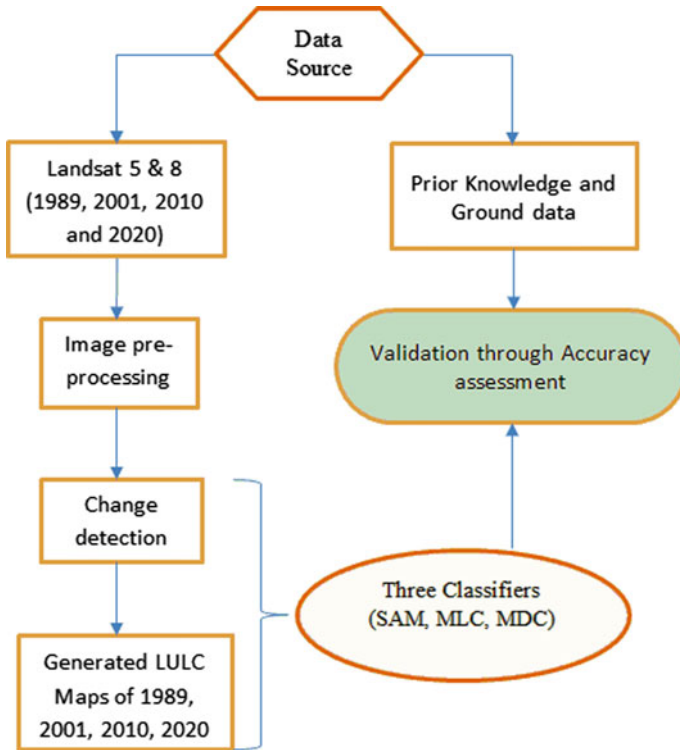 Data
Source
Landsat 5 & 8
(1989, 2001, 2010
and 2020)
Prior Knowledge and
Ground data
Image pre-
processing
Validation through Accuracy
assessment
Change
detection
Three Classifiers
(SAM, MLC, MDC)
Generated LULC
Maps of 1989,
2001, 2010, 2020